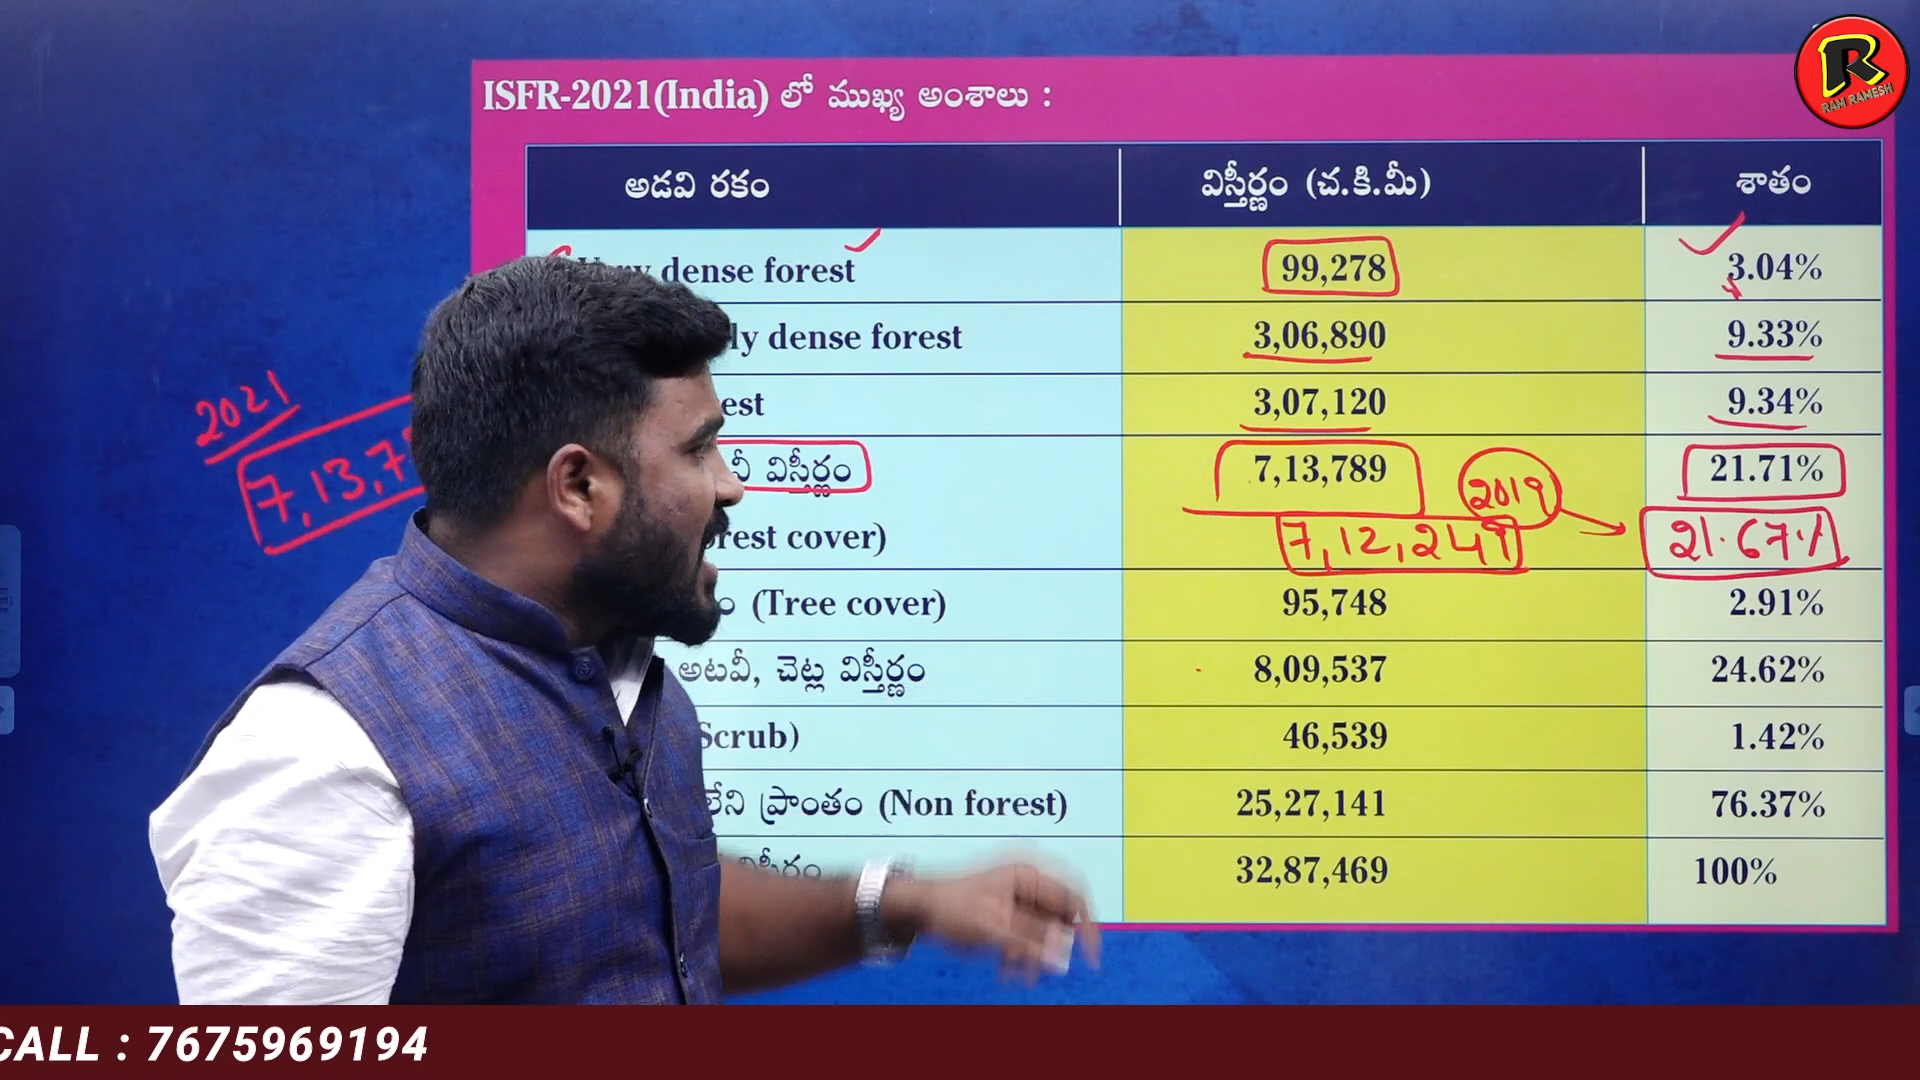 R
RAM RAMESH
ISFR-2021(India) లో ముఖ్య అంశాలు :
అడవి రకం విస్తీర్ణం (చ.కి.మీ) శాతం
dense forest 99,278 3.04%
dense forest 3,06,890 9.33%
3,07,120 9.34%
2021
విస్తీర్ణం 7,13,789 21.71%
2019
7,13,7
cover) 7,12,249 21.67%
(Tree cover) 95,748 2.91%
అటవీ, చెట్ల విస్తీర్ణం 8,09,537 24.62%
Scrub) 46,539 1.42%
లేని ప్రాంతం (Non forest) 25,27,141 76.37%
32,87,469 100%
CALL : 7675969194